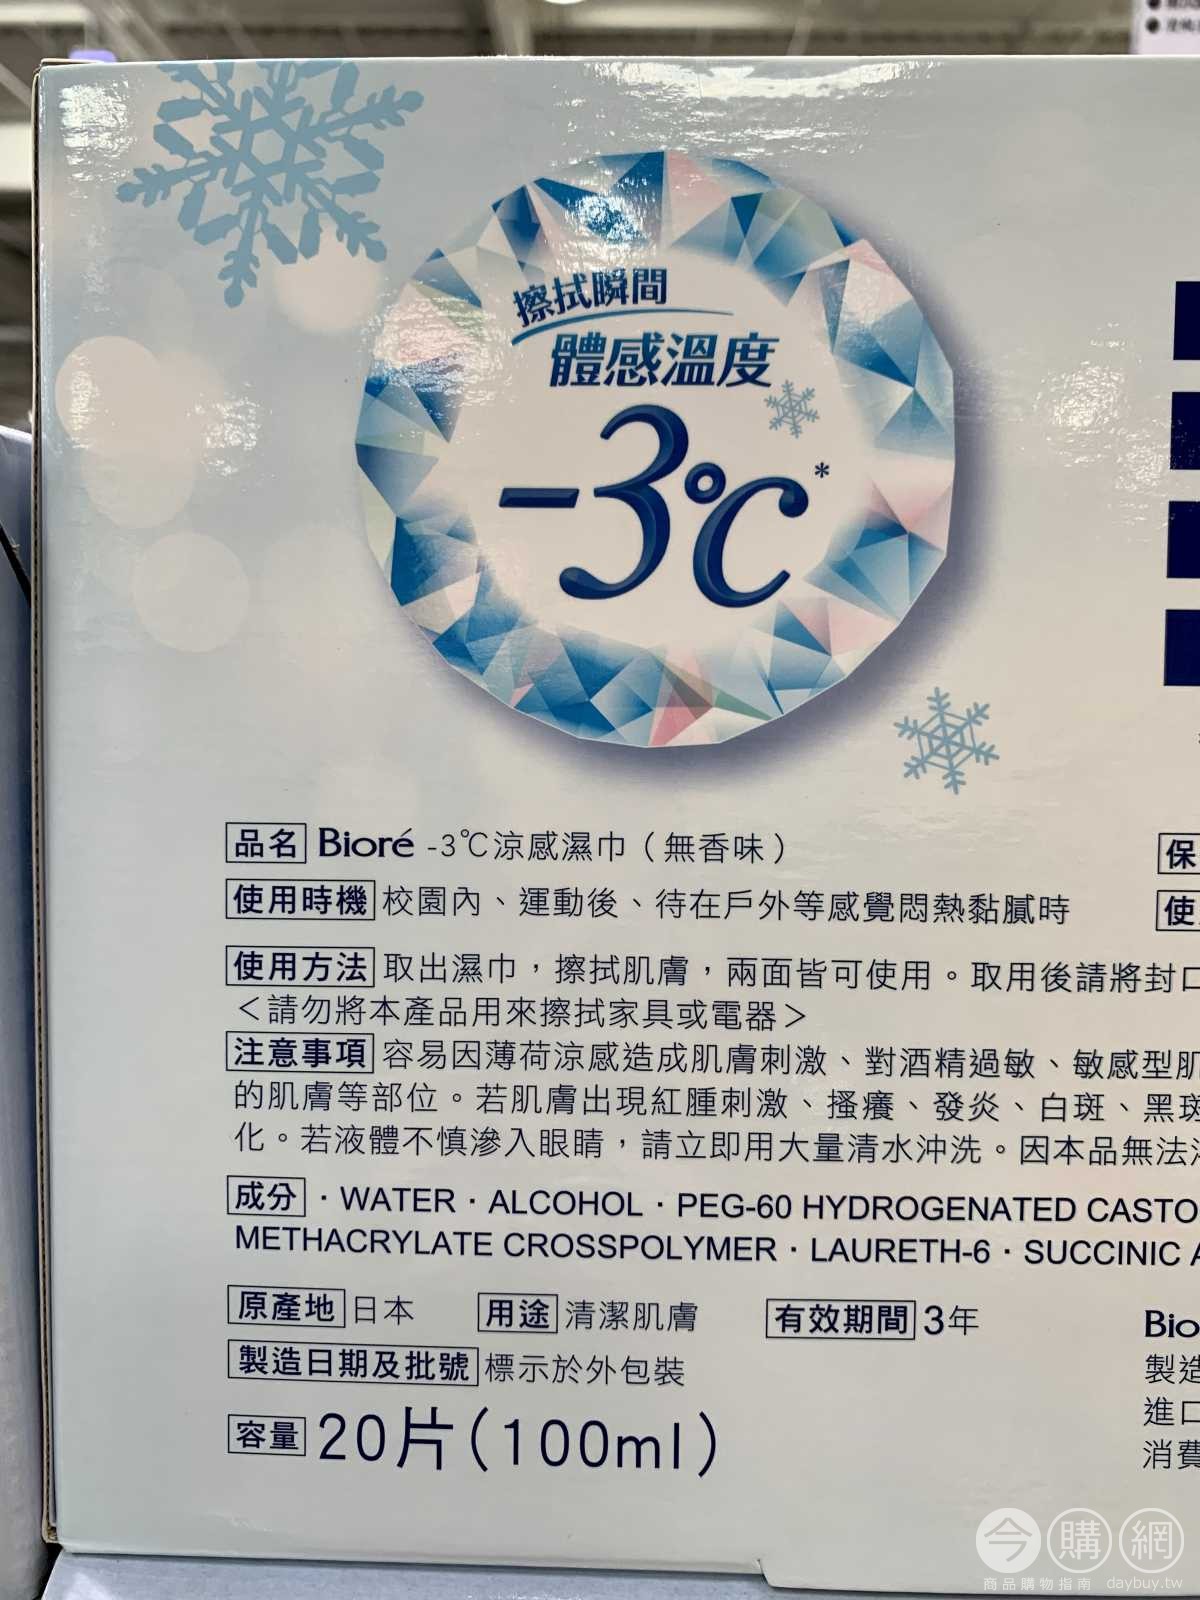 擦拭瞬間
體感溫度
-3℃*
品名 Bioré -3℃涼感濕巾（無香味）
保
使用時機 校園內、運動後、待在戶外等感覺悶熱黏膩時
使
使用方法 取出濕巾，擦拭肌膚，兩面皆可使用。取用後請將封口
＜請勿將本產品用來擦拭家具或電器＞
注意事項 容易因薄荷涼感造成肌膚刺激、對酒精過敏、敏感型肌
的肌膚等部位。若肌膚出現紅腫刺激、搔癢、發炎、白斑、黑斑
化。若液體不慎滲入眼睛，請立即用大量清水沖洗。因本品無法
成分 · WATER · ALCOHOL · PEG-60 HYDROGENATED CASTO
METHACRYLATE CROSSPOLYMER · LAURETH-6 · SUCCINIC A
原產地 日本 用途 清潔肌膚 有效期間 3年
Bio
製造日期及批號 標示於外包裝
製造
進口
容量 20片(100ml)
消費
今購網
商品購物指南 daybuy.tw